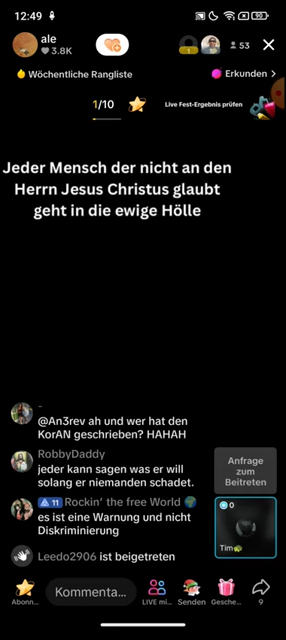 12:49
90
ale
3.8K
1
53
Wöchentliche Rangliste
Erkunden >
1/10
Live Fest-Ergebnis prüfen
Jeder Mensch der nicht an den
Herrn Jesus Christus glaubt
geht in die ewige Hölle
@An3rev ah und wer hat den
KorAN geschrieben? HAHAH
RobbyDaddy
jeder kann sagen was er will
solang er niemanden schadet.
11 Rockin‘ the free World 🌍
es ist eine Warnung und nicht
Diskriminierung
Leedo2906 ist beigetreten
Anfrage
zum
Beitreten
0
Tim🐢
Abonn...
Kommenta...
LIVE mi...
Senden
Gesche...
9